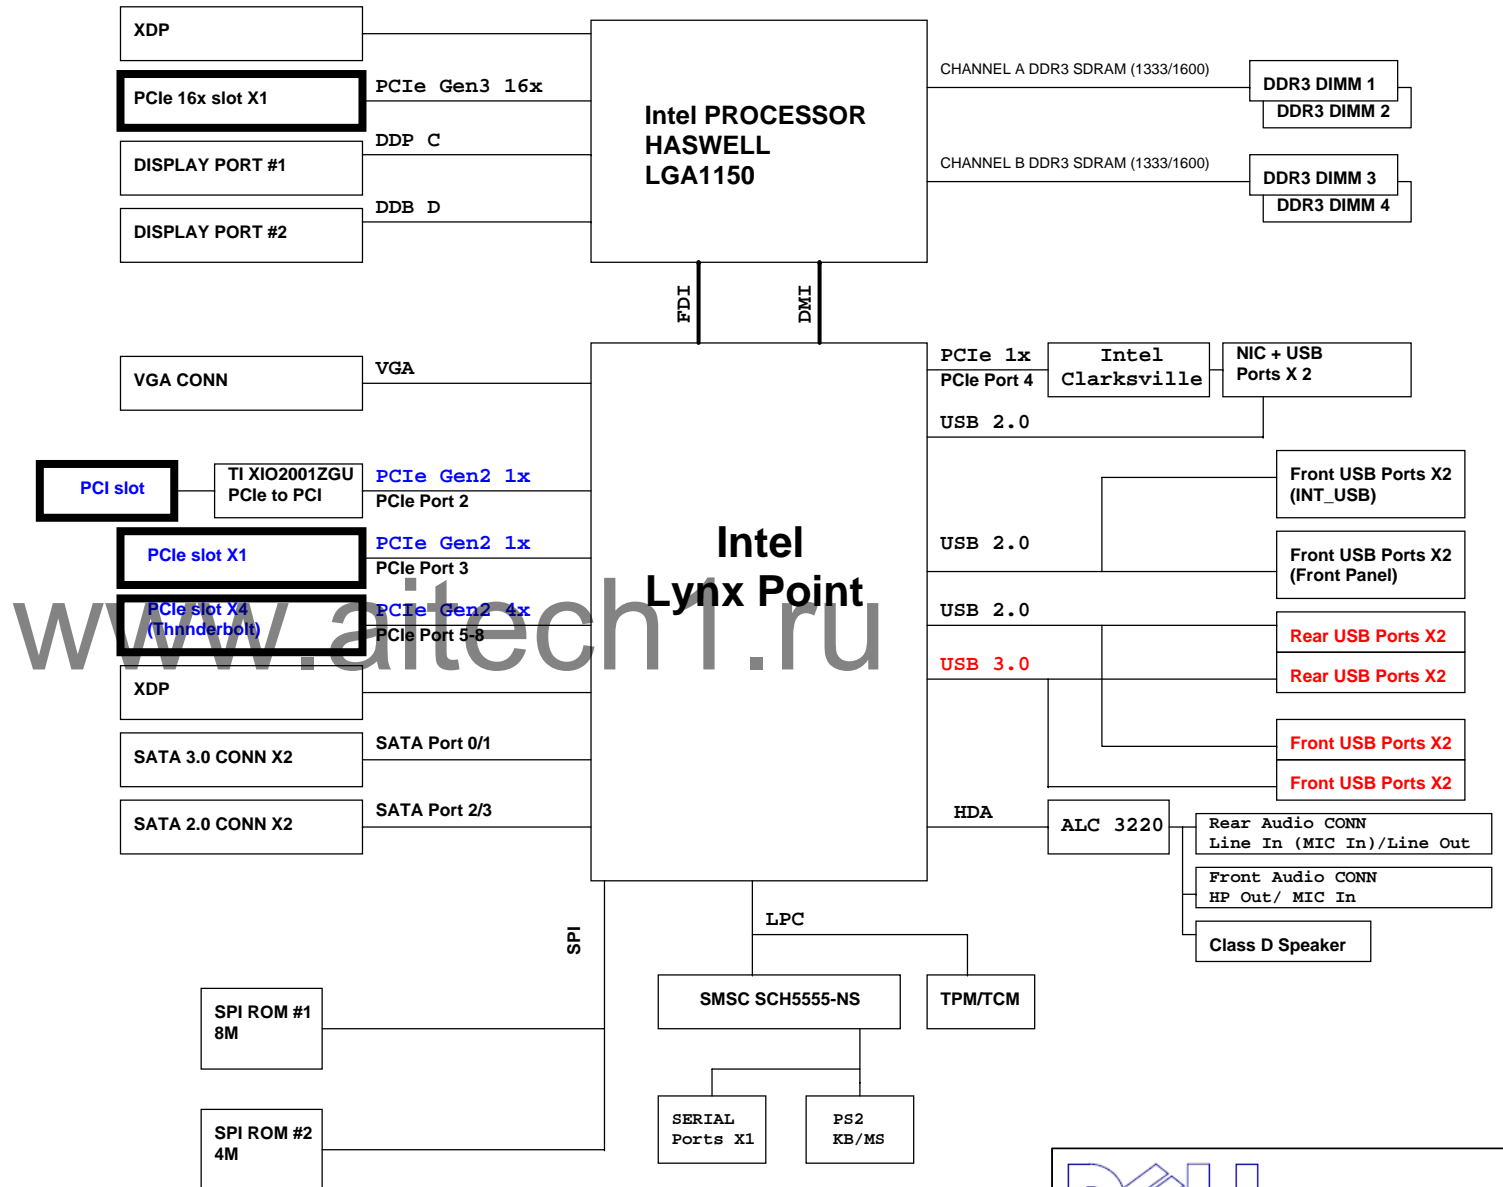 XDP
PCIe 16x slot X1
PCIe Gen3 16x
DISPLAY PORT #1
DDP C
DISPLAY PORT #2
DDB D
Intel PROCESSOR
HASWELL
LGA1150
CHANNEL A DDR3 SDRAM (1333/1600)
DDR3 DIMM 1
DDR3 DIMM 2
CHANNEL B DDR3 SDRAM (1333/1600)
DDR3 DIMM 3
DDR3 DIMM 4
FDI
DMI
VGA CONN
VGA
PCI slot
TI XIO2001ZGU
PCIe to PCI
PCIe Gen2 1x
PCIe Port 2
PCIe slot X1
PCIe Gen2 1x
PCIe Port 3
PCIe slot X4
(Thnnderbolt)
PCIe Gen2 4x
PCIe Port 5-8
XDP
SATA 3.0 CONN X2
SATA Port 0/1
SATA 2.0 CONN X2
SATA Port 2/3
Intel
Lynx Point
www.aitech1.ru
PCIe 1x
PCIe Port 4
Intel
Clarksville
NIC + USB
Ports X 2
USB 2.0
Front USB Ports X2
(INT_USB)
USB 2.0
Front USB Ports X2
(Front Panel)
USB 2.0
Rear USB Ports X2
USB 3.0
Rear USB Ports X2
Front USB Ports X2
Front USB Ports X2
HDA
ALC 3220
Rear Audio CONN
Line In (MIC In)/Line Out
Front Audio CONN
HP Out/ MIC In
Class D Speaker
SPI
LPC
SMSC SCH5555-NS
TPM/TCM
SPI ROM #1
8M
SERIAL
Ports X1
PS2
KB/MS
SPI ROM #2
4M
DELL